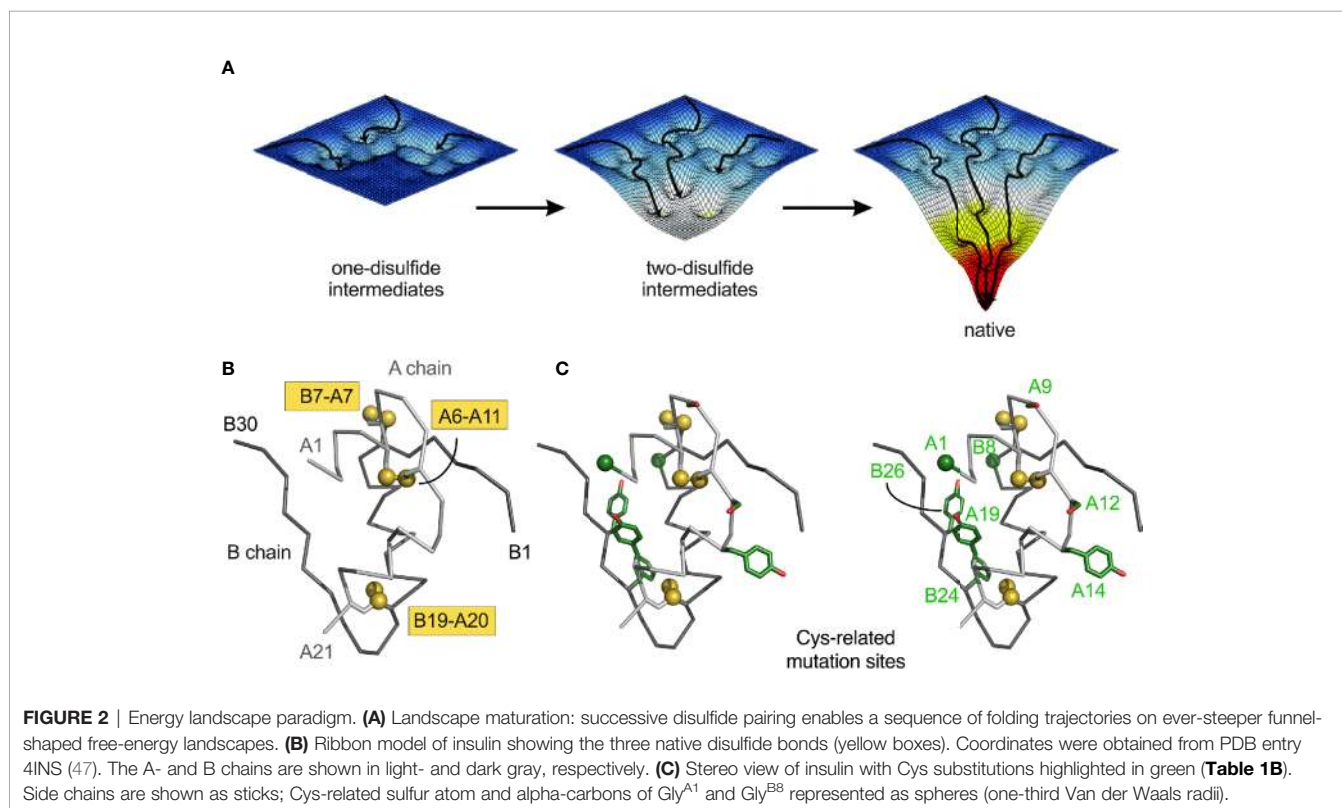 A
one-disulfide
intermediates
two-disulfide
intermediates
native
B
A chain
B7-A7
A6-A11
B30
A1
B chain
B1
B19-A20
A21
C
A9
A1
B8
B26
A19
A12
B24
A14
Cys-related
mutation sites
FIGURE 2 | Energy landscape paradigm. (A) Landscape maturation: successive disulfide pairing enables a sequence of folding trajectories on ever-steeper funnel-
shaped free-energy landscapes. (B) Ribbon model of insulin showing the three native disulfide bonds (yellow boxes). Coordinates were obtained from PDB entry
4INS (47). The A- and B chains are shown in light- and dark gray, respectively. (C) Stereo view of insulin with Cys substitutions highlighted in green (Table 1B).
Side chains are shown as sticks; Cys-related sulfur atom and alpha-carbons of Gly^A1 and Gly^B8 represented as spheres (one-third Van der Waals radii).